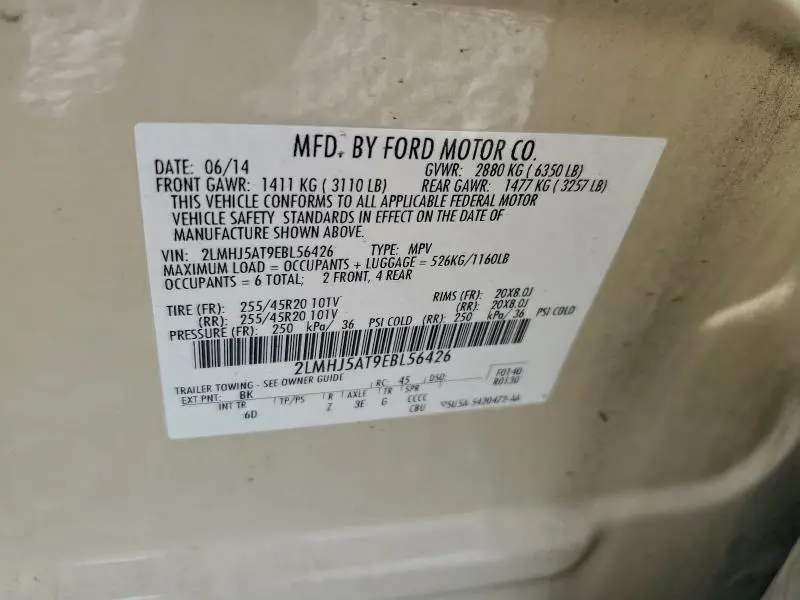 MFD. BY FORD MOTOR CO.
DATE: 06/14 GVWR: 2880 KG ( 6350 LB)
FRONT GAWR: 1411 KG ( 3110 LB) REAR GAWR: 1477 KG ( 3257 LB)
THIS VEHICLE CONFORMS TO ALL APPLICABLE FEDERAL MOTOR
VEHICLE SAFETY STANDARDS IN EFFECT ON THE DATE OF
MANUFACTURE SHOWN ABOVE.
VIN: 2LMHJ5AT9EBL56426 TYPE: MPV
MAXIMUM LOAD = OCCUPANTS + LUGGAGE = 526KG/1160LB
OCCUPANTS = 6 TOTAL; 2 FRONT, 4 REAR
TIRE (FR): 255/45R20 101V RIMS (FR): 20X8.0J
(RR): 255/45R20 101V (RR): 20X8.0J
PRESSURE (FR): 250 kPa/ 36 PSI COLD (RR): 250 kPa/ 36 PSI COLD
2LMHJ5AT9EBL56426
TRAILER TOWING - SEE OWNER GUIDE
F0140
R0130
EXT PNT: BK RC: 45 DSO:
INT TR TP/PS R AXLE TR SPR
6D Z 3E G CCCC
CBU